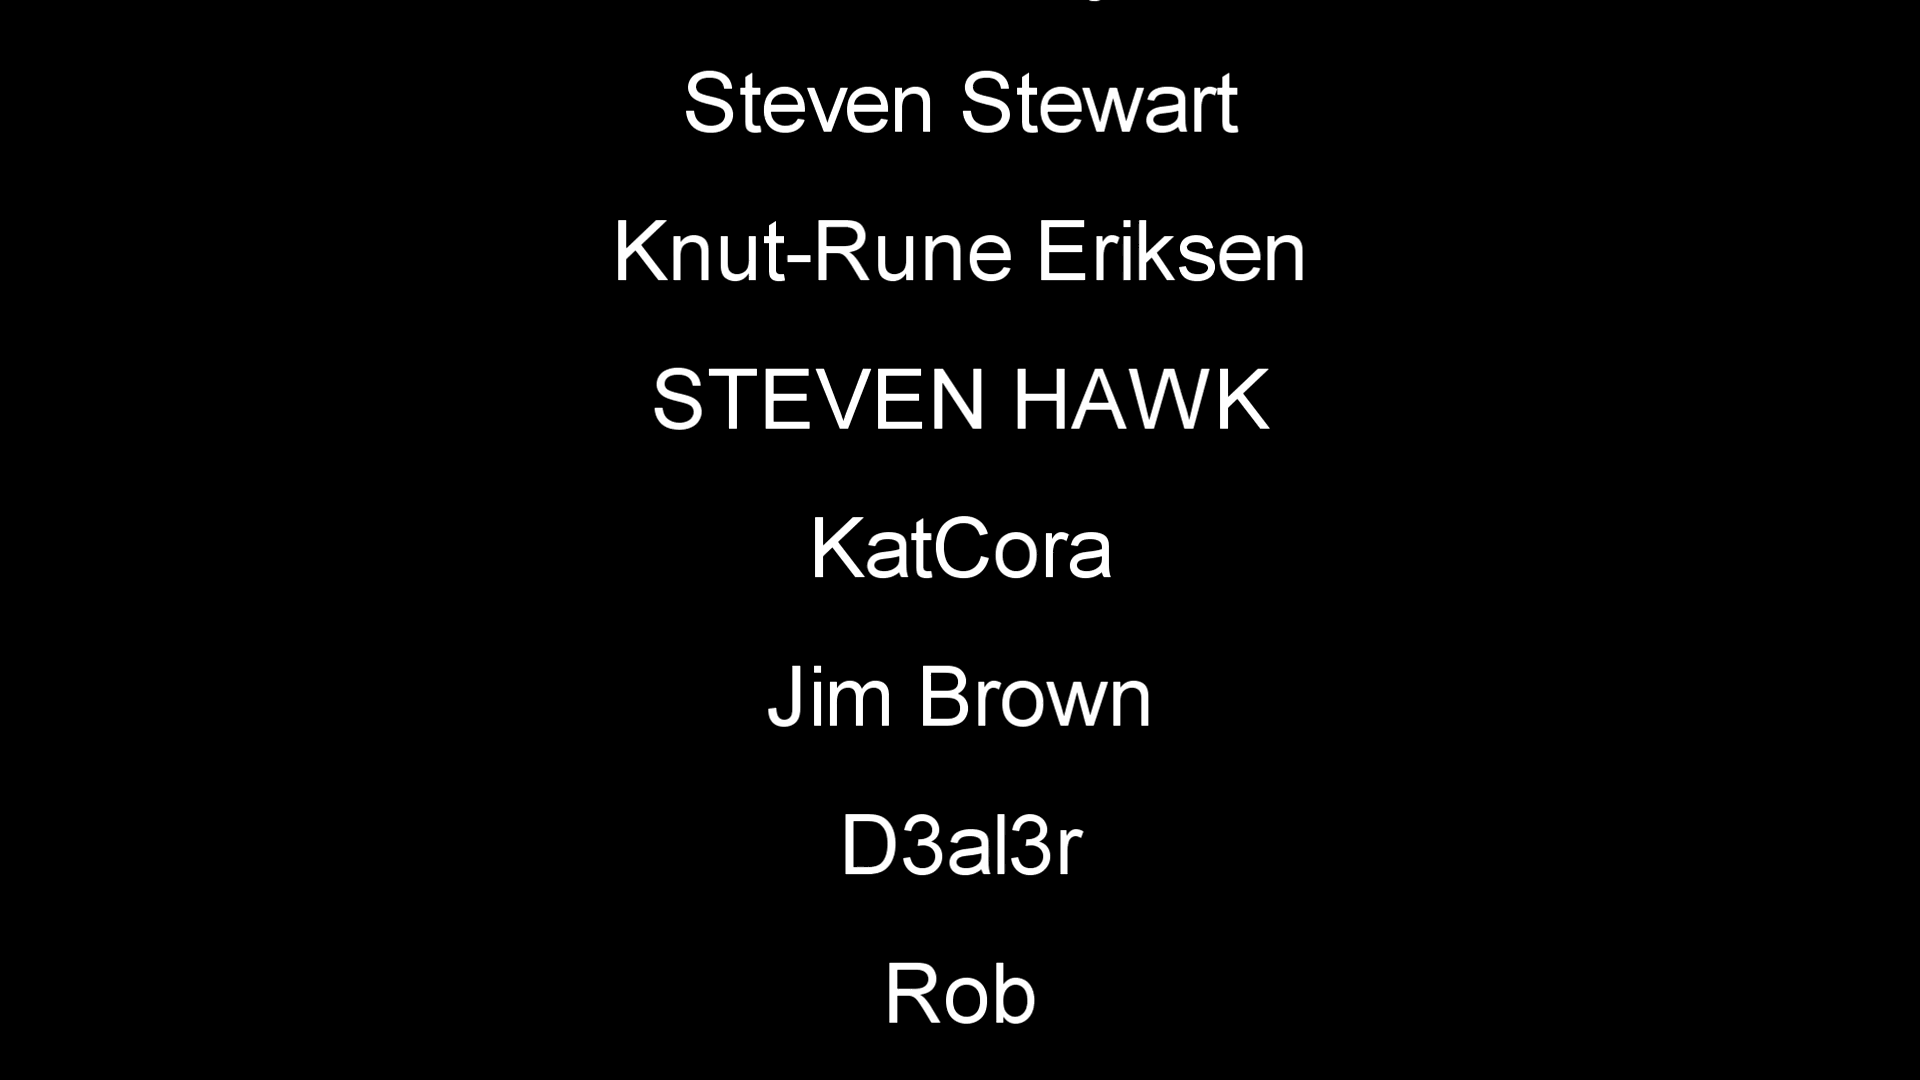 Steven Stewart
Knut-Rune Eriksen
STEVEN HAWK
KatCora
Jim Brown
D3al3r
Rob